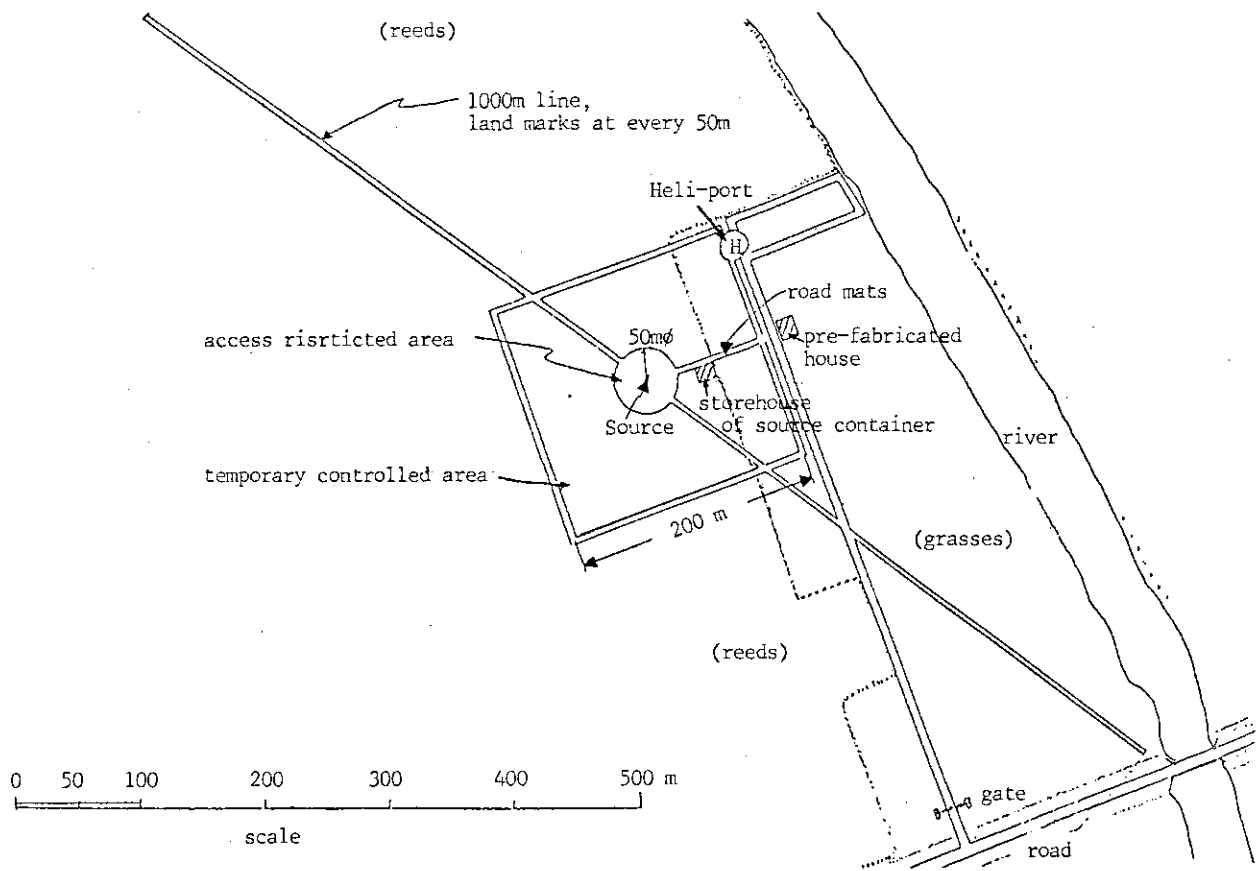 (reeds)
1000m line,
land marks at every 50m
Heli-port
H
road mats
access risrticted area
50mø
pre-fabricated
house
storehouse
of source container
Source
river
temporary controlled area
200 m
(grasses)
(reeds)
0 50 100 200 300 400 500 m
scale
gate
road